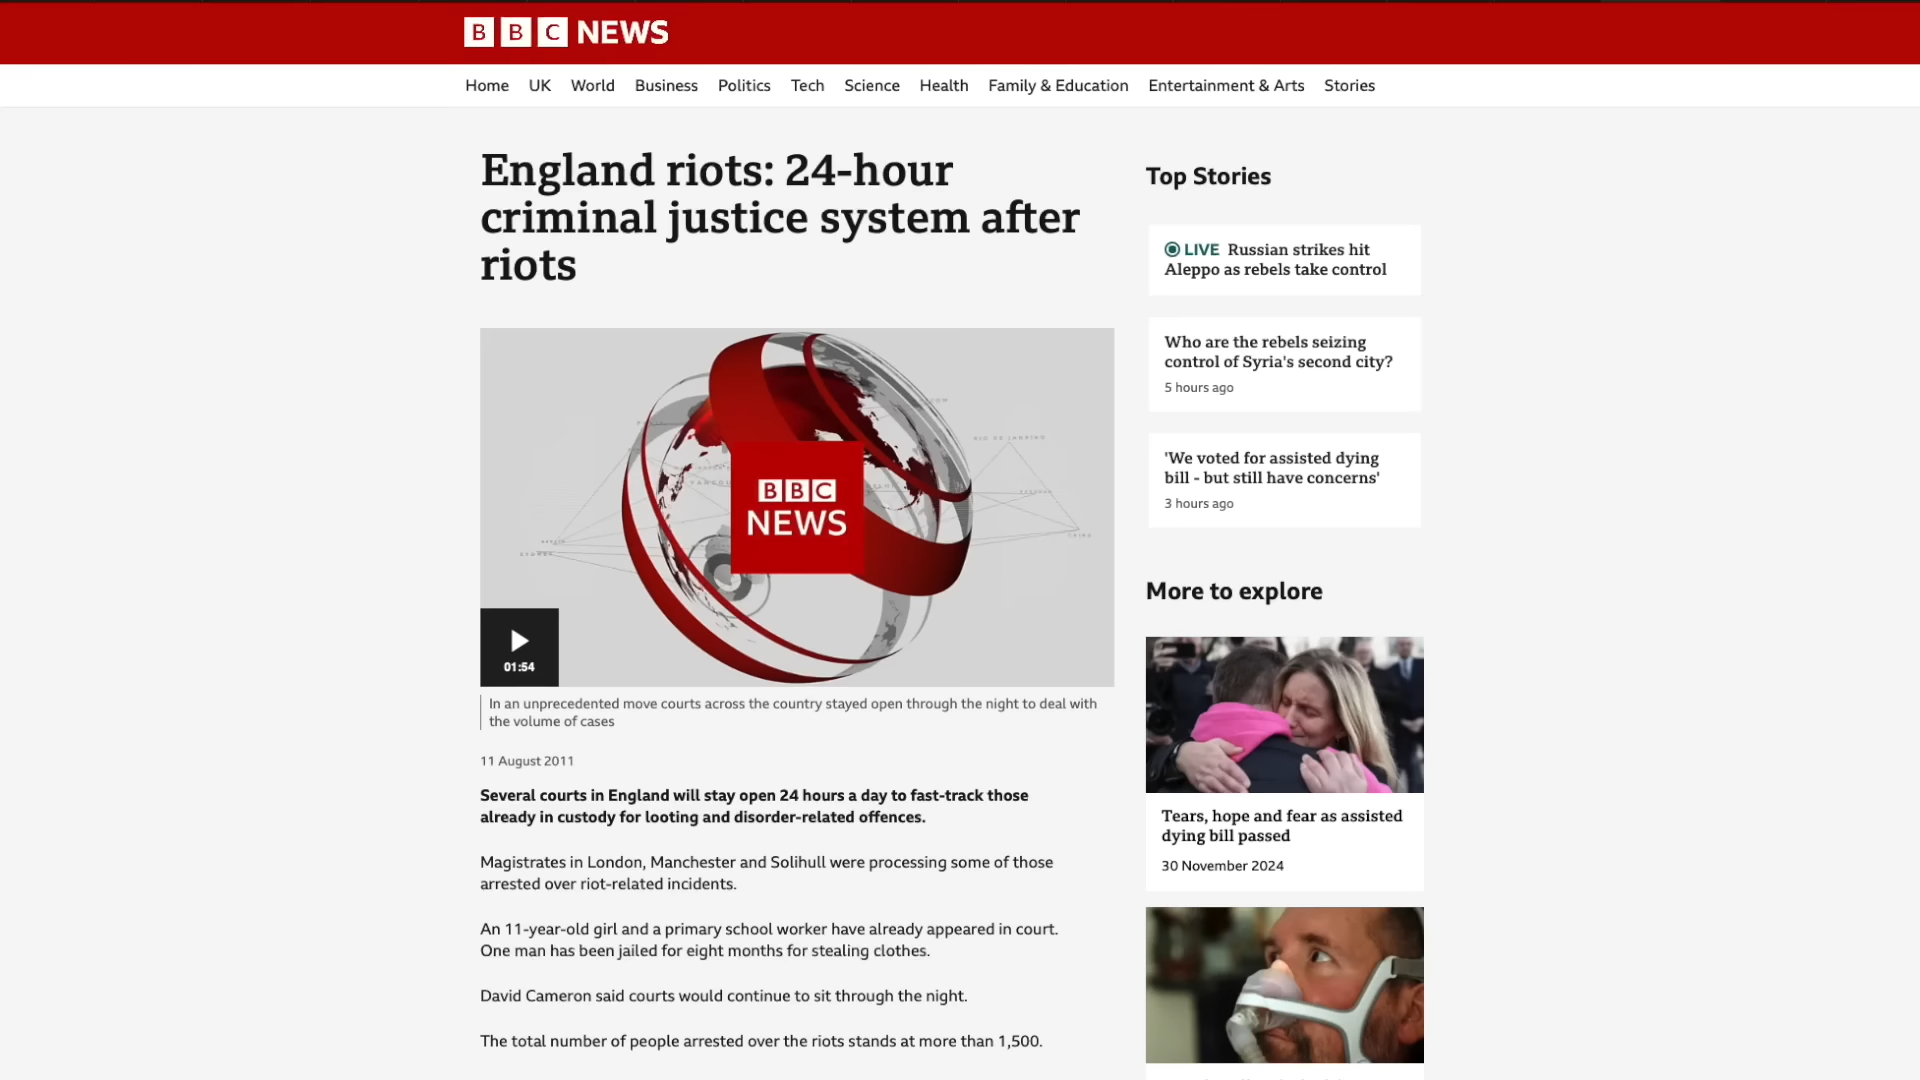 BBC NEWS
Home UK World Business Politics Tech Science Health Family & Education Entertainment & Arts Stories
England riots: 24-hour
criminal justice system after
riots
BBC
NEWS
RIO DE JANEIRO
SYDNEY
01:54
In an unprecedented move courts across the country stayed open through the night to deal with
the volume of cases
11 August 2011
Several courts in England will stay open 24 hours a day to fast-track those
already in custody for looting and disorder-related offences.
Magistrates in London, Manchester and Solihull were processing some of those
arrested over riot-related incidents.
An 11-year-old girl and a primary school worker have already appeared in court.
One man has been jailed for eight months for stealing clothes.
David Cameron said courts would continue to sit through the night.
The total number of people arrested over the riots stands at more than 1,500.
Top Stories
LIVE Russian strikes hit
Aleppo as rebels take control
Who are the rebels seizing
control of Syria's second city?
5 hours ago
'We voted for assisted dying
bill - but still have concerns'
3 hours ago
More to explore
Tears, hope and fear as assisted
dying bill passed
30 November 2024